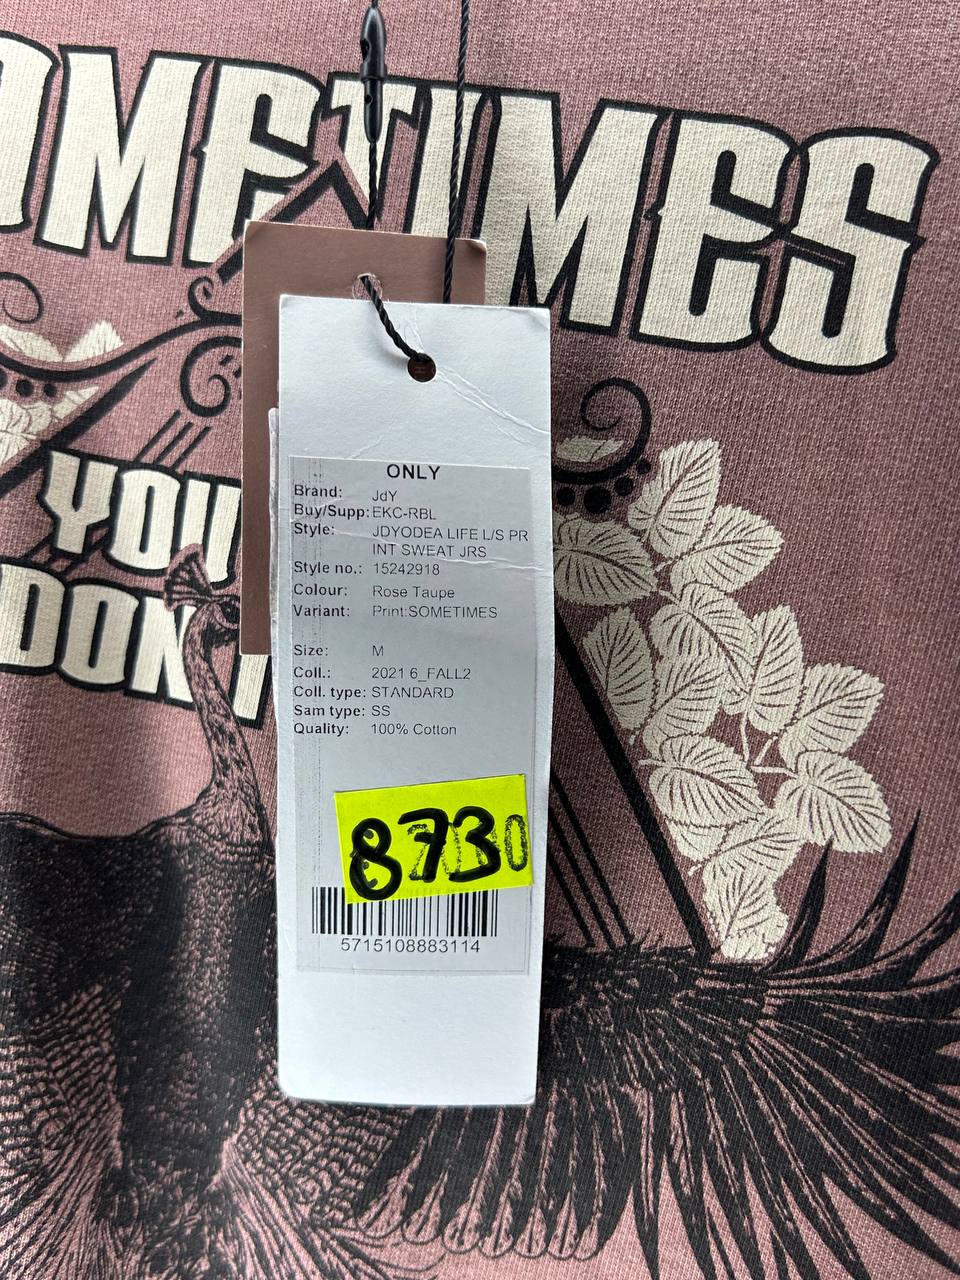 OMETIMES
YOU
DON'T
ONLY
Brand: JdY
Buy/Supp: EKC-RBL
Style: JDYODEA LIFE L/S PR
INT SWEAT JRS
Style no.: 15242918
Colour: Rose Taupe
Variant: Print:SOMETIMES
Size: M
Coll.: 2021 6_FALL2
Coll. type: STANDARD
Sam type: SS
Quality: 100% Cotton
873
5715108883114